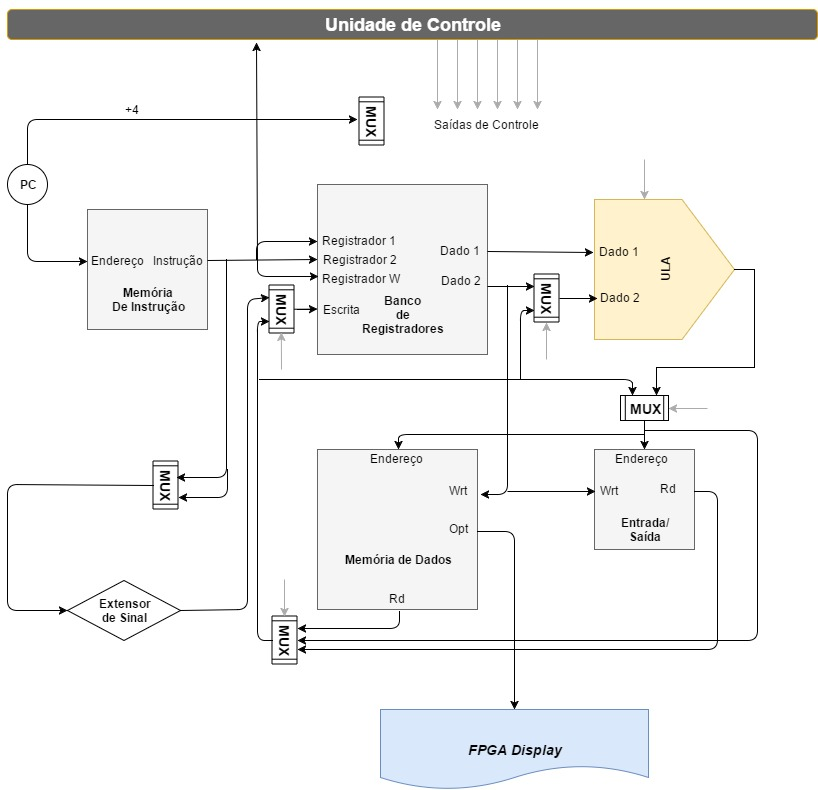 Unidade de Controle
+4
MUX
Saídas de Controle
PC
Endereço Instrução
Memória
De Instrução
Registrador 1
Registrador 2
Registrador W
Escrita
Dado 1
Dado 2
Banco
de
Registradores
MUX
MUX
Dado 1
Dado 2
ULA
MUX
MUX
Endereço
Wrt
Opt
Memória de Dados
Rd
Endereço
Wrt Rd
Entrada/
Saída
Extensor
de Sinal
MUX
FPGA Display